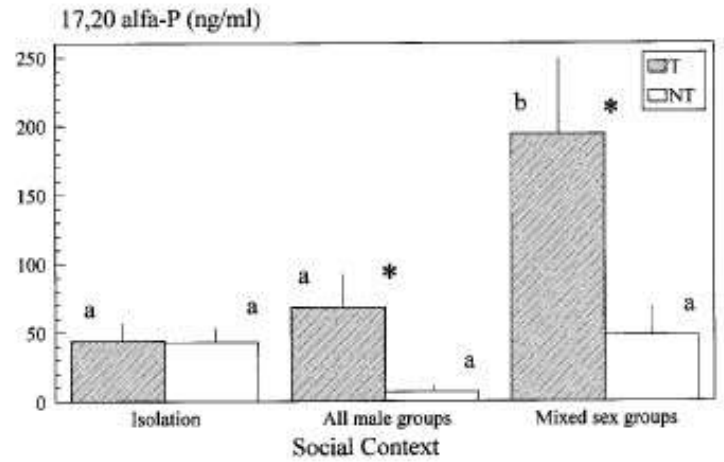 17,20 alfa-P (ng/ml)
250
200
150
100
50
0
T
NT
a
a
a
*
a
b
*
a
Isolation
All male groups
Mixed sex groups
Social Context